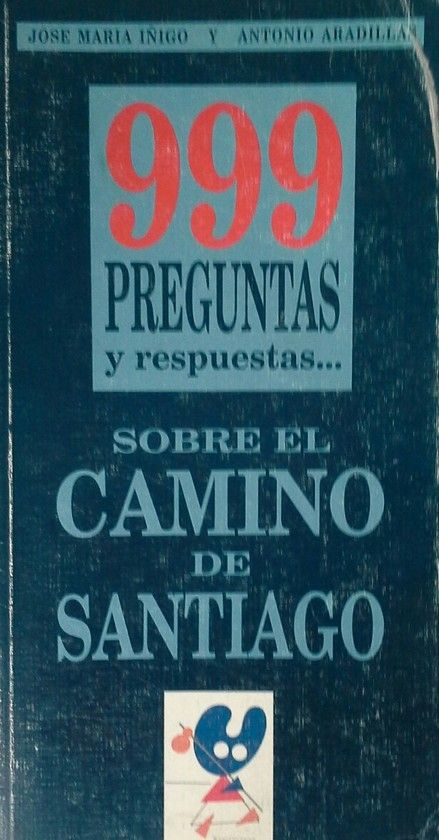 JOSE MARIA IÑIGO Y ANTONIO ARADILLAS
999
PREGUNTAS
y respuestas...
SOBRE EL
CAMINO
DE
SANTIAGO